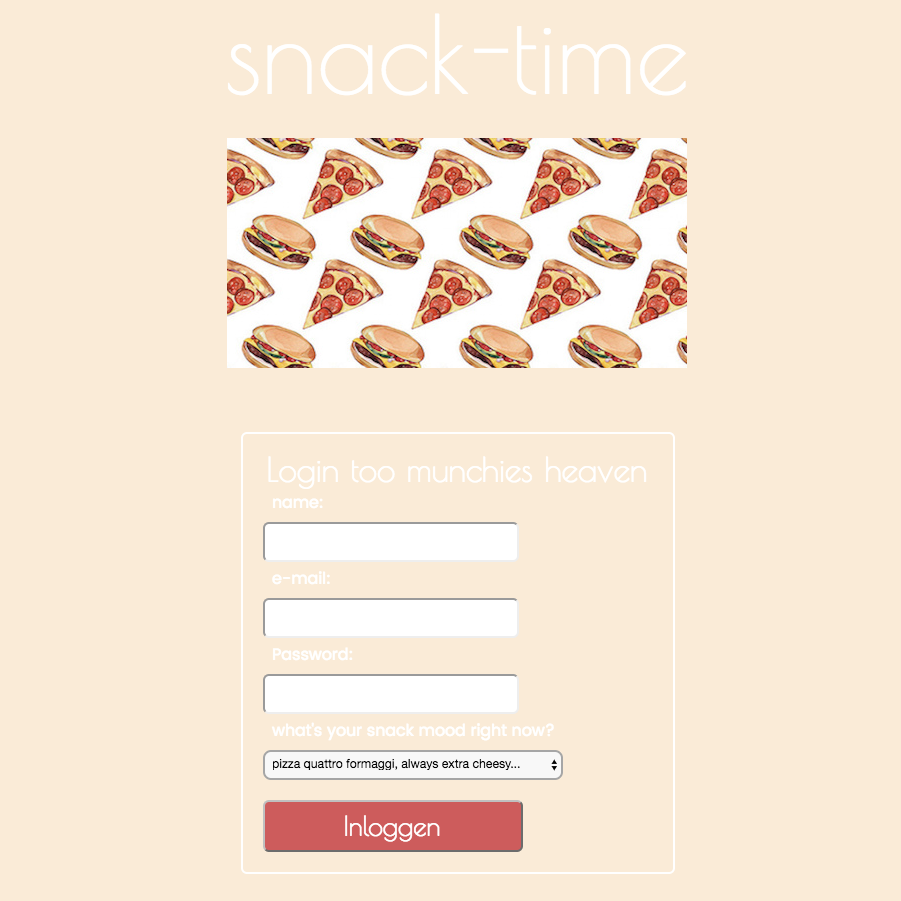 snack-time
Login too munchies heaven
name:
e-mail:
Password:
what's your snack mood right now?
pizza quattro formaggi, always extra cheesy...
Inloggen